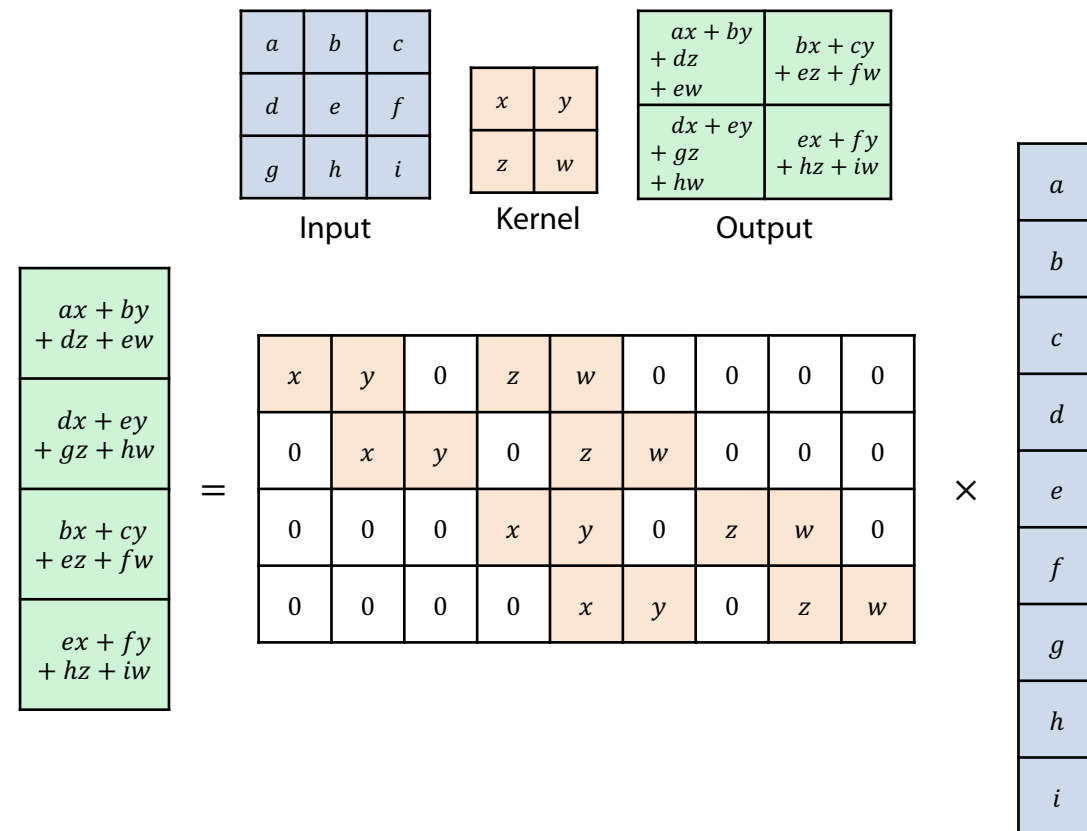 a b c
d e f
g h i
Input
x y
z w
Kernel
ax + by
+ dz
+ ew
bx + cy
+ ez + fw
dx + ey
+ gz
+ hw
ex + fy
+ hz + iw
Output
ax + by
+ dz + ew
dx + ey
+ gz + hw
bx + cy
+ ez + fw
ex + fy
+ hz + iw
=
x y 0 z w 0 0 0 0
0 x y 0 z w 0 0 0
0 0 0 x y 0 z w 0
0 0 0 0 x y 0 z w
×
a
b
c
d
e
f
g
h
i